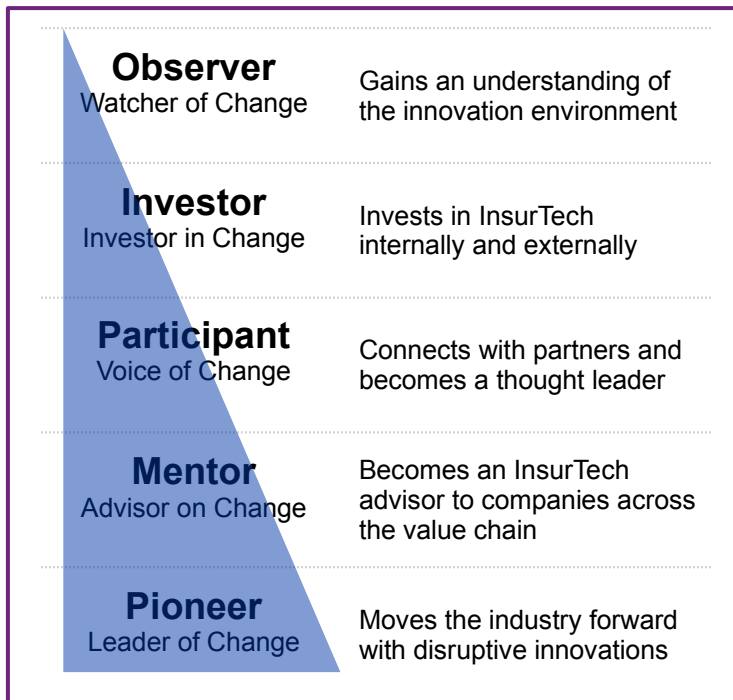 Observer
Watcher of Change
Gains an understanding of
the innovation environment
Investor
Investor in Change
Invests in InsurTech
internally and externally
Participant
Voice of Change
Connects with partners and
becomes a thought leader
Mentor
Advisor on Change
Becomes an InsurTech
advisor to companies across
the value chain
Pioneer
Leader of Change
Moves the industry forward
with disruptive innovations